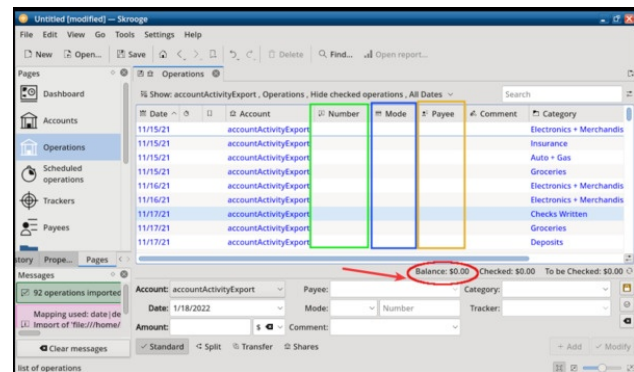 Untitled [modified] — Skrooge
File Edit View Go Tools Settings Help
New Open... Save Delete Find... Open report...
Pages
Operations
Dashboard
Accounts
Operations
Scheduled
operations
Trackers
Payees
Show: accountActivityExport , Operations , Hide checked operations , All Dates
Search
Date Account Number Mode Payee Comment Category
11/15/21 accountActivityExport Electronics + Merchandis
11/15/21 accountActivityExport Insurance
11/15/21 accountActivityExport Auto + Gas
11/15/21 accountActivityExport Groceries
11/16/21 accountActivityExport Electronics + Merchandis
11/16/21 accountActivityExport Electronics + Merchandis
11/17/21 accountActivityExport Checks Written
11/17/21 accountActivityExport Groceries
11/17/21 accountActivityExport Deposits
Balance: $0.00 Checked: $0.00 To be Checked: $0.00
tory Prope... Pages
Messages
92 operations imported
Mapping used: date|de
Import of 'file:///home/
Clear messages
Account: accountActivityExport Payee: Category:
Date: 1/18/2022 Mode: Number Tracker:
Amount: $ Comment:
Standard Split Transfer Shares
+ Add Modify
list of operations